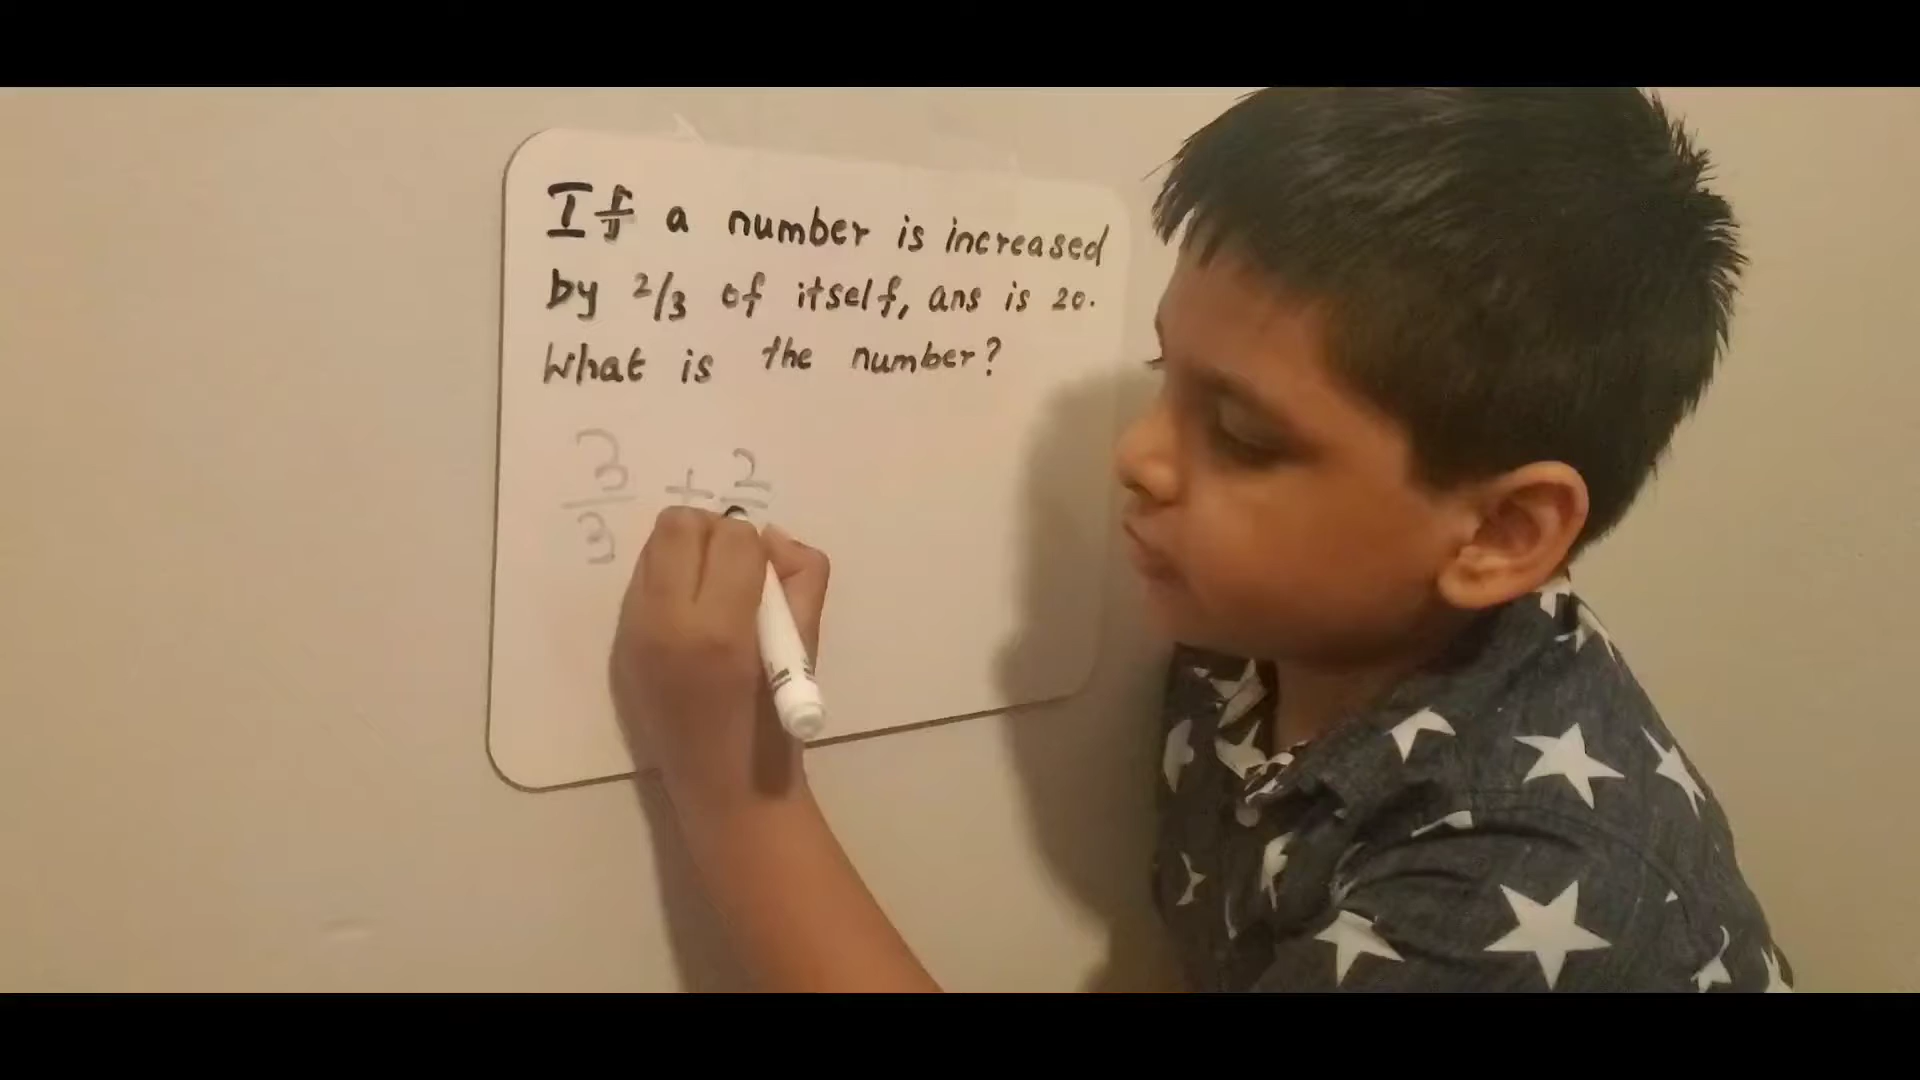 If a number is increased
by 2/3 of itself, ans is 20.
What is the number?
3/3 + 2